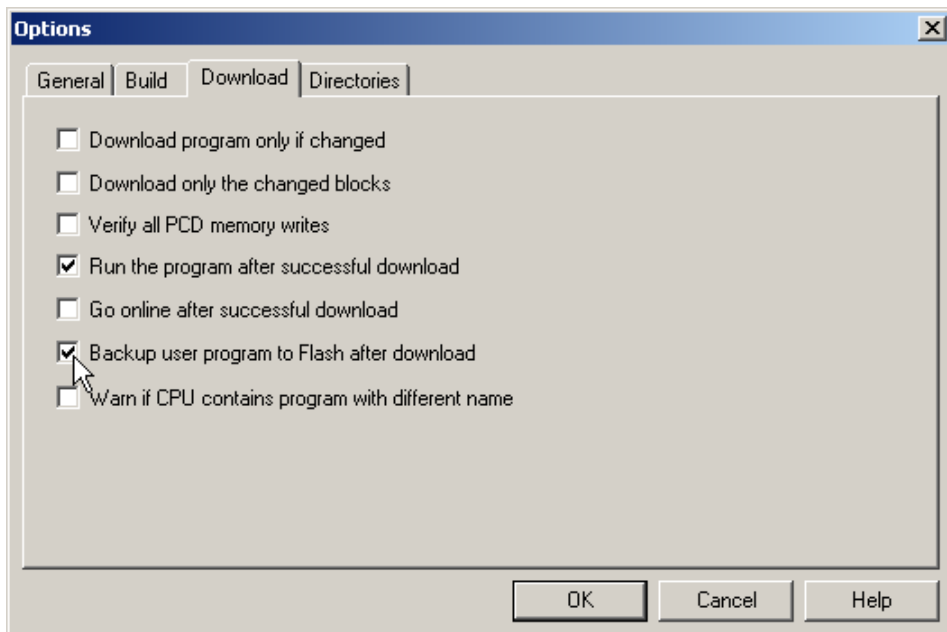 Options
General Build Download Directories
Download program only if changed
Download only the changed blocks
Verify all PCD memory writes
Run the program after successful download
Go online after successful download
Backup user program to Flash after download
Warn if CPU contains program with different name
OK Cancel Help